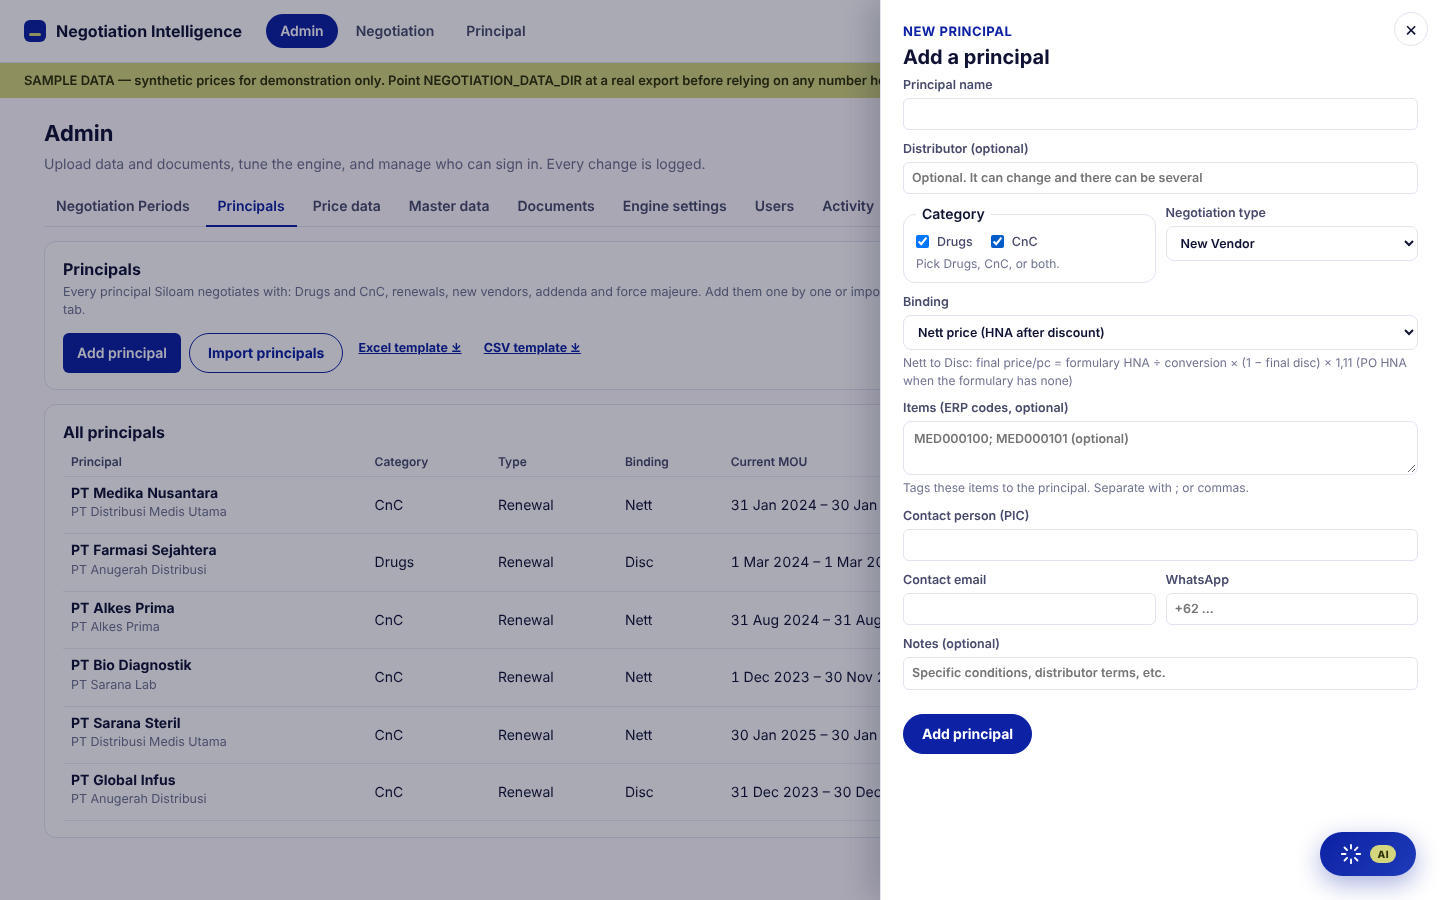 Negotiation Intelligence
Admin
Negotiation
Principal
SAMPLE DATA — synthetic prices for demonstration only. Point NEGOTIATION_DATA_DIR at a real export before relying on any number
Admin
Upload data and documents, tune the engine, and manage who can sign in. Every change is logged.
Negotiation Periods
Principals
Price data
Master data
Documents
Engine settings
Users
Activity
Principals
Every principal Siloam negotiates with: Drugs and CnC, renewals, new vendors, addenda and force majeure. Add them one by one or
tab.
Add principal
Import principals
Excel template ↓
CSV template ↓
All principals
Principal Category Type Binding Current MOU
PT Medika Nusantara
PT Distribusi Medis Utama
CnC Renewal Nett 31 Jan 2024 – 30 Jan
PT Farmasi Sejahtera
PT Anugerah Distribusi
Drugs Renewal Disc 1 Mar 2024 – 1 Mar
PT Alkes Prima
PT Alkes Prima
CnC Renewal Nett 31 Aug 2024 – 31 Aug
PT Bio Diagnostik
PT Sarana Lab
CnC Renewal Nett 1 Dec 2023 – 30 Nov
PT Sarana Steril
PT Distribusi Medis Utama
CnC Renewal Nett 30 Jan 2025 – 30 Jan
PT Global Infus
PT Anugerah Distribusi
CnC Renewal Disc 31 Dec 2023 – 30 Dec
NEW PRINCIPAL
Add a principal
Principal name
Distributor (optional)
Optional. It can change and there can be several
Category
Drugs
CnC
Pick Drugs, CnC, or both.
Negotiation type
New Vendor
Binding
Nett price (HNA after discount)
Nett to Disc: final price/pc = formulary HNA ÷ conversion × (1 − final disc) × 1,11 (PO HNA
when the formulary has none)
Items (ERP codes, optional)
MED000100; MED000101 (optional)
Tags these items to the principal. Separate with ; or commas.
Contact person (PIC)
Contact email
WhatsApp
+62 ...
Notes (optional)
Specific conditions, distributor terms, etc.
Add principal
AI